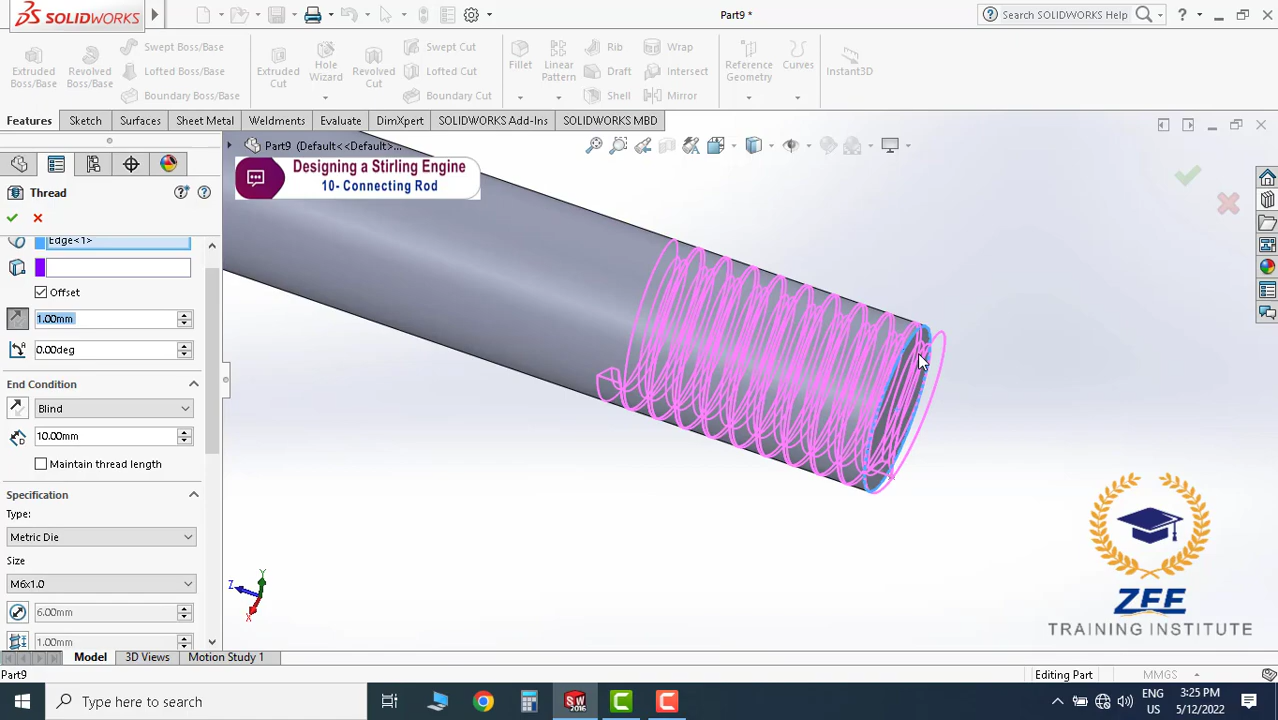 SOLIDWORKS
Part9 *
Search SOLIDWORKS Help
Extruded Boss/Base
Revolved Boss/Base
Swept Boss/Base
Lofted Boss/Base
Boundary Boss/Base
Extruded Cut
Hole Wizard
Revolved Cut
Swept Cut
Lofted Cut
Boundary Cut
Fillet
Linear Pattern
Rib
Draft
Shell
Wrap
Intersect
Mirror
Reference Geometry
Curves
Instant3D
Features
Sketch
Surfaces
Sheet Metal
Weldments
Evaluate
DimXpert
SOLIDWORKS Add-Ins
SOLIDWORKS MBD
Part9 (Default<<Default>...
Designing a Stirling Engine
10- Connecting Rod
Thread
Edge<1>
Offset
1.00mm
0.00deg
End Condition
Blind
10.00mm
Maintain thread length
Specification
Type:
Metric Die
Size
M6x1.0
6.00mm
1.00mm
Y
Z
X
ZFE
TRAINING INSTITUTE
Model
3D Views
Motion Study 1
Part9
Editing Part
MMGS
Type here to search
SW
2016
ENG
US
3:25 PM
5/12/2022